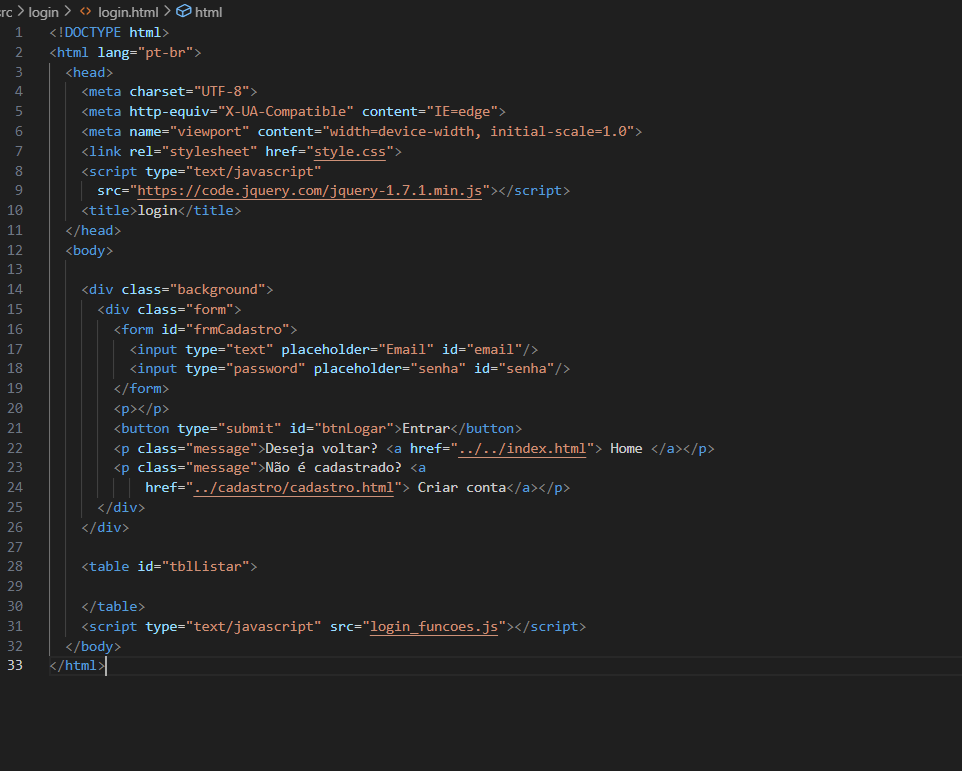 rc > login > <> login.html > html
1 <!DOCTYPE html>
2 <html lang="pt-br">
3 <head>
4 <meta charset="UTF-8">
5 <meta http-equiv="X-UA-Compatible" content="IE=edge">
6 <meta name="viewport" content="width=device-width, initial-scale=1.0">
7 <link rel="stylesheet" href="style.css">
8 <script type="text/javascript"
9 src="https://code.jquery.com/jquery-1.7.1.min.js"></script>
10 <title>login</title>
11 </head>
12 <body>
13
14 <div class="background">
15 <div class="form">
16 <form id="frmCadastro">
17 <input type="text" placeholder="Email" id="email"/>
18 <input type="password" placeholder="senha" id="senha"/>
19 </form>
20 <p></p>
21 <button type="submit" id="btnLogar">Entrar</button>
22 <p class="message">Deseja voltar? <a href="../../index.html"> Home </a></p>
23 <p class="message">Não é cadastrado? <a
24 href="../cadastro/cadastro.html"> Criar conta</a></p>
25 </div>
26 </div>
27
28 <table id="tblListar">
29
30 </table>
31 <script type="text/javascript" src="login_funcoes.js"></script>
32 </body>
33 </html>